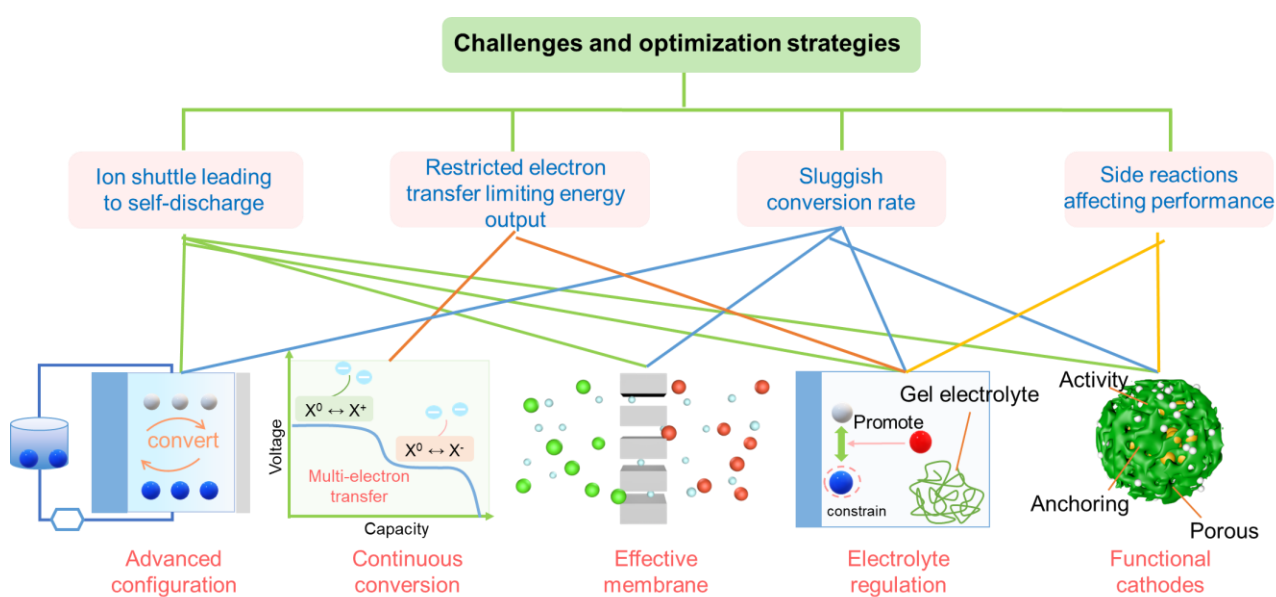 Challenges and optimization strategies
Ion shuttle leading
to self-discharge
Restricted electron
transfer limiting energy
output
Sluggish
conversion rate
Side reactions
affecting performance
convert
Voltage
X⁰ ↔ X⁺
X⁰ ↔ X⁻
Multi-electron
transfer
Capacity
Gel electrolyte
Promote
constrain
Activity
Anchoring
Porous
Advanced
configuration
Continuous
conversion
Effective
membrane
Electrolyte
regulation
Functional
cathodes